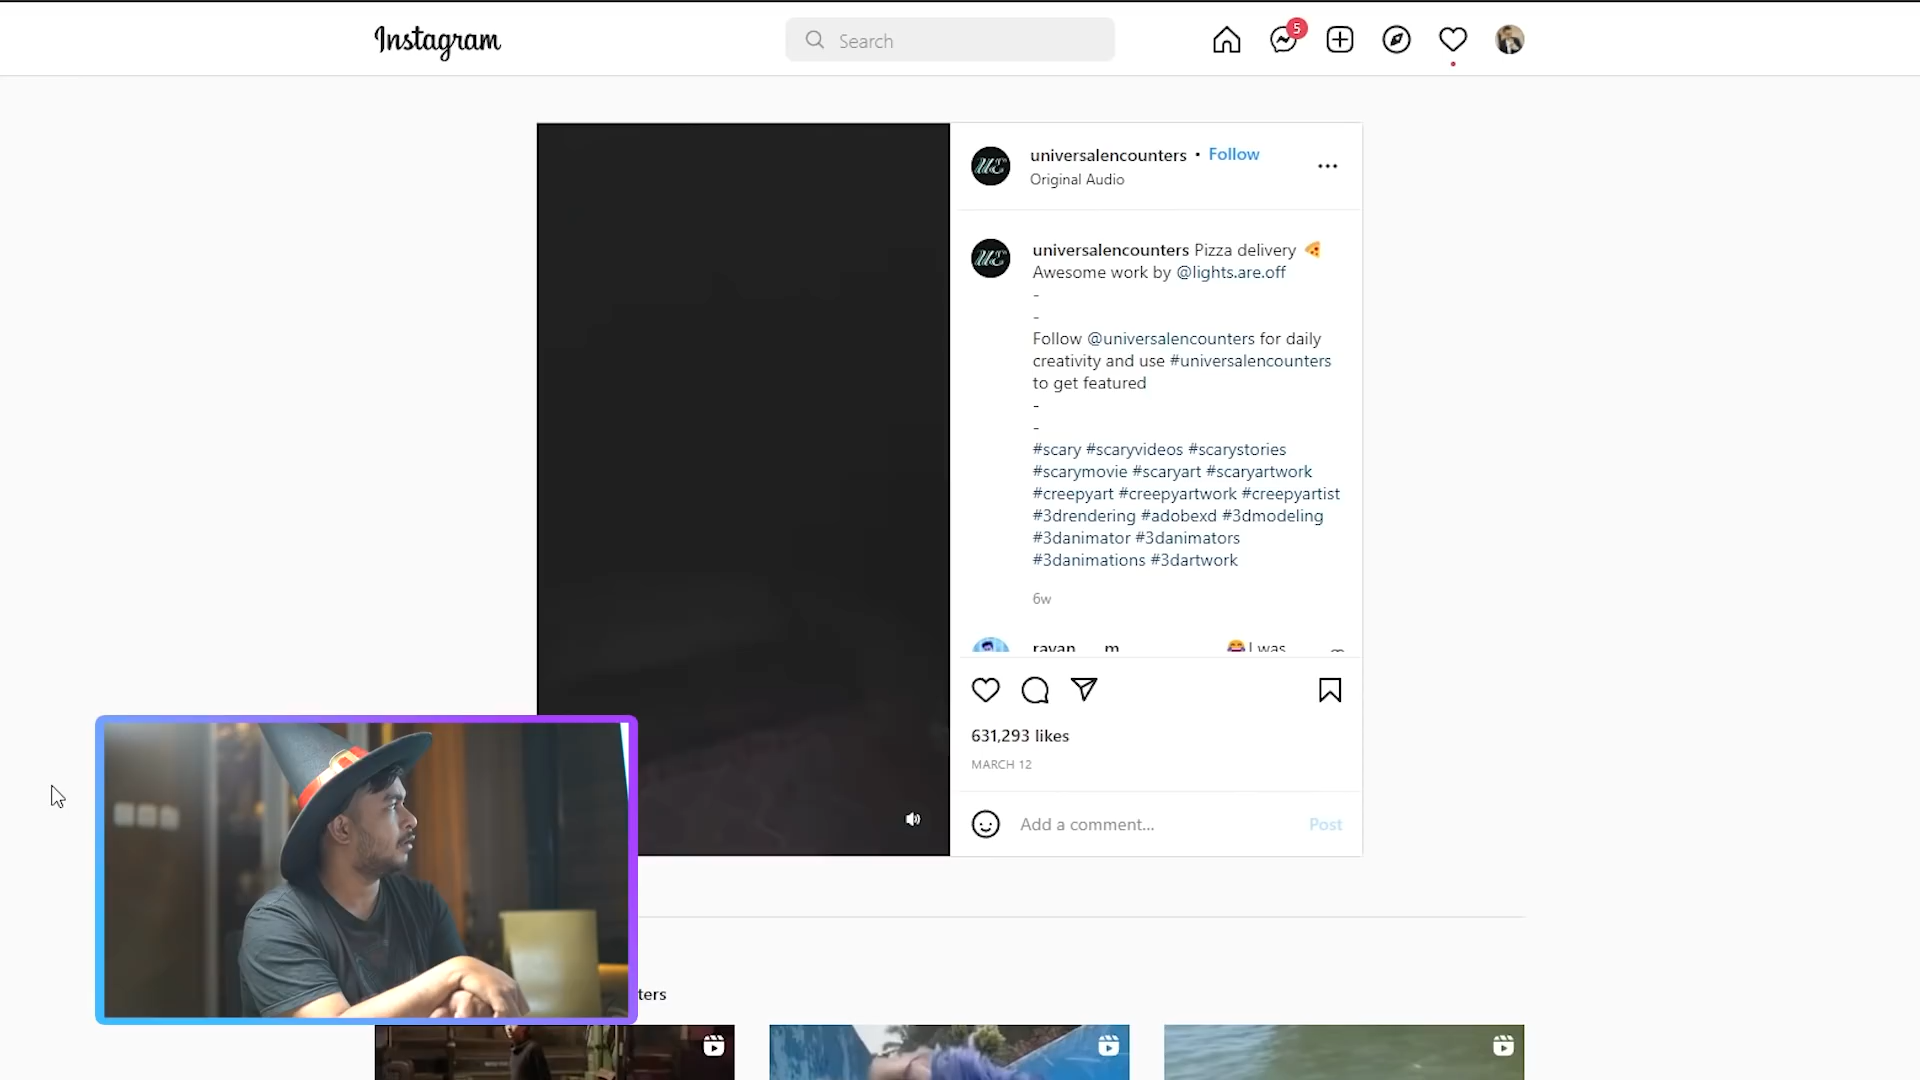 Instagram
Search
5
universalencounters • Follow
Original Audio
universalencounters Pizza delivery 🍕
Awesome work by @lights.are.off
-
-
Follow @universalencounters for daily
creativity and use #universalencounters
to get featured
-
-
#scary #scaryvideos #scarystories
#scarymovie #scaryart #scaryartwork
#creepyart #creepyartwork #creepyartist
#3drendering #adobexd #3dmodeling
#3danimator #3danimators
#3danimations #3dartwork
6w
I was
631,293 likes
MARCH 12
Add a comment... Post
ters